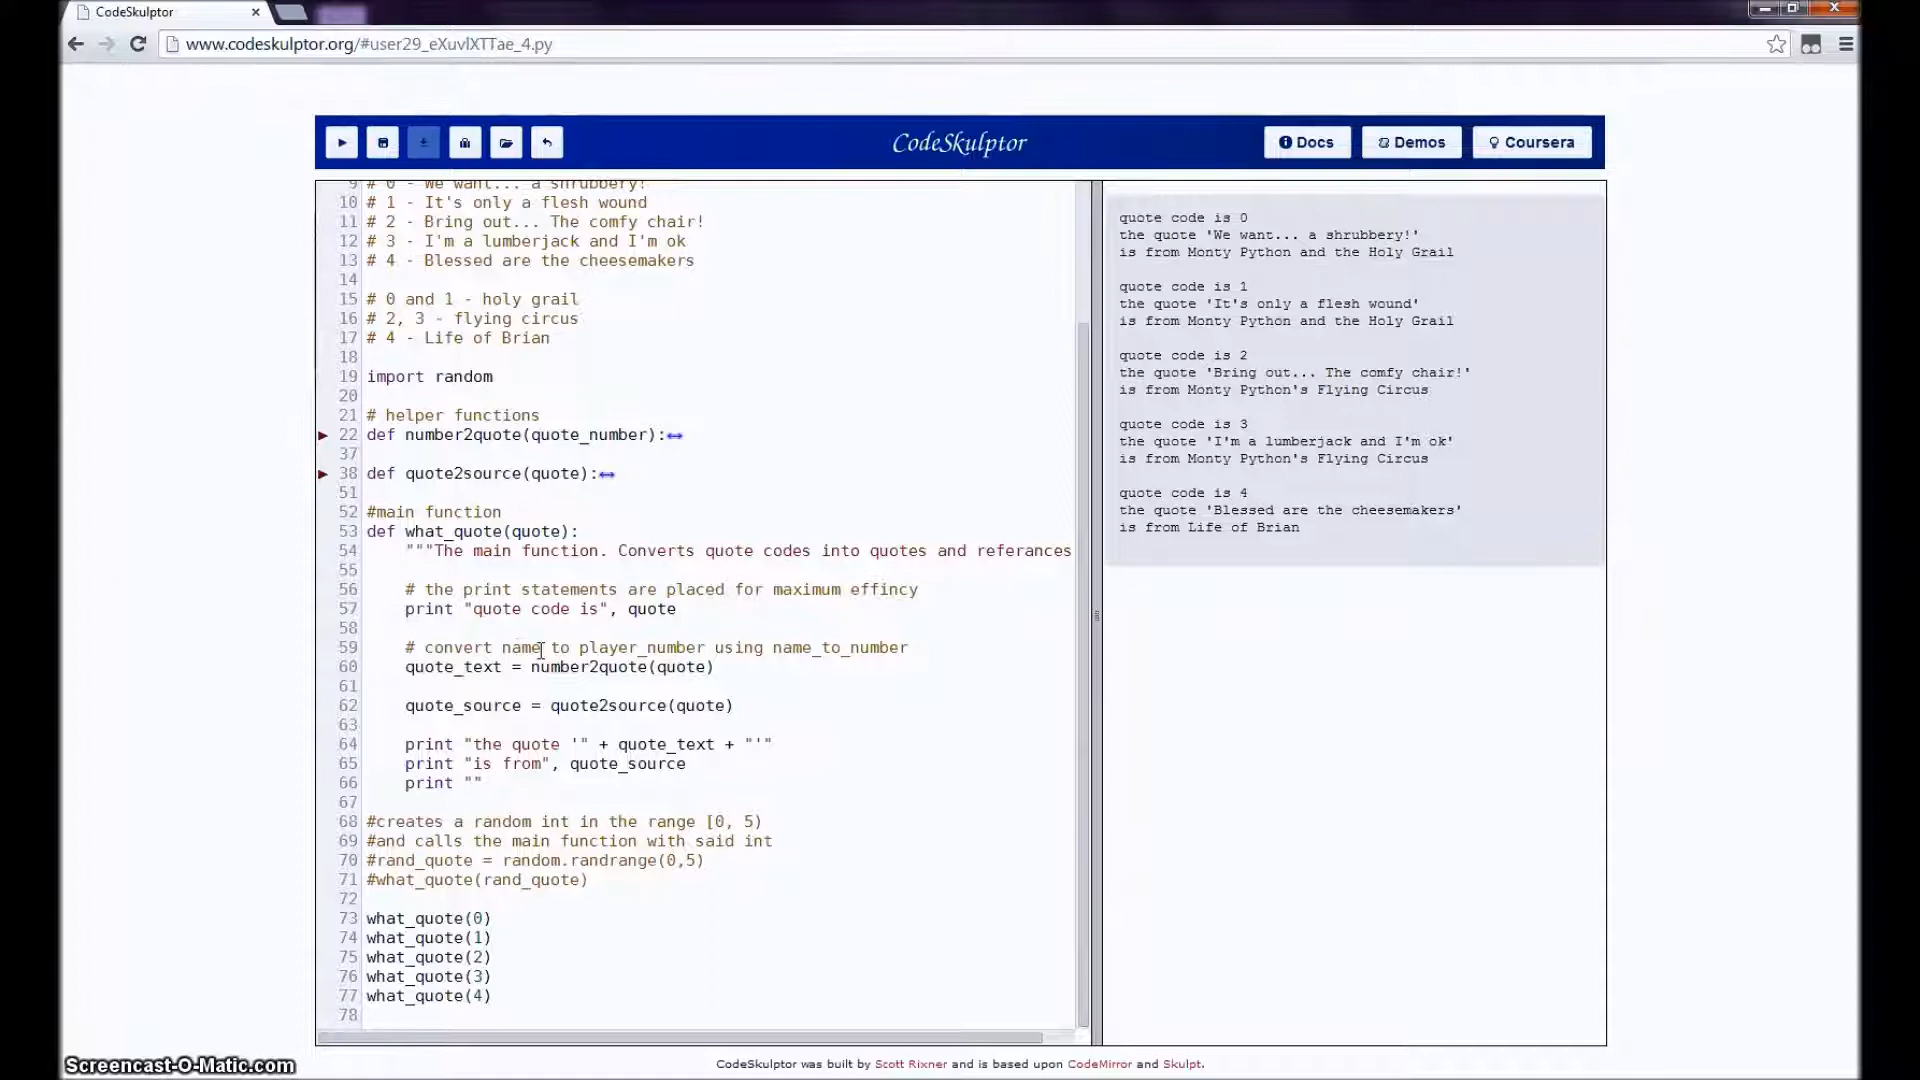 CodeSkulptor
www.codeskulptor.org/#user29_eXuvlXTTae_4.py
CodeSkulptor
Docs
Demos
Coursera
9 # 0 - We want... a shrubbery!
10 # 1 - It's only a flesh wound
11 # 2 - Bring out... The comfy chair!
12 # 3 - I'm a lumberjack and I'm ok
13 # 4 - Blessed are the cheesemakers
14
15 # 0 and 1 - holy grail
16 # 2, 3 - flying circus
17 # 4 - Life of Brian
18
19 import random
20
21 # helper functions
22 def number2quote(quote_number):
37
38 def quote2source(quote):
51
52 #main function
53 def what_quote(quote):
54 """The main function. Converts quote codes into quotes and referances
55
56 # the print statements are placed for maximum effincy
57 print "quote code is", quote
58
59 # convert name to player_number using name_to_number
60 quote_text = number2quote(quote)
61
62 quote_source = quote2source(quote)
63
64 print "the quote '" + quote_text + "'"
65 print "is from", quote_source
66 print ""
67
68 #creates a random int in the range [0, 5)
69 #and calls the main function with said int
70 #rand_quote = random.randrange(0,5)
71 #what_quote(rand_quote)
72
73 what_quote(0)
74 what_quote(1)
75 what_quote(2)
76 what_quote(3)
77 what_quote(4)
78
quote code is 0
the quote 'We want... a shrubbery!'
is from Monty Python and the Holy Grail
quote code is 1
the quote 'It's only a flesh wound'
is from Monty Python and the Holy Grail
quote code is 2
the quote 'Bring out... The comfy chair!'
is from Monty Python's Flying Circus
quote code is 3
the quote 'I'm a lumberjack and I'm ok'
is from Monty Python's Flying Circus
quote code is 4
the quote 'Blessed are the cheesemakers'
is from Life of Brian
CodeSkulptor was built by Scott Rixner and is based upon CodeMirror and Skulpt.
Screencast-O-Matic.com